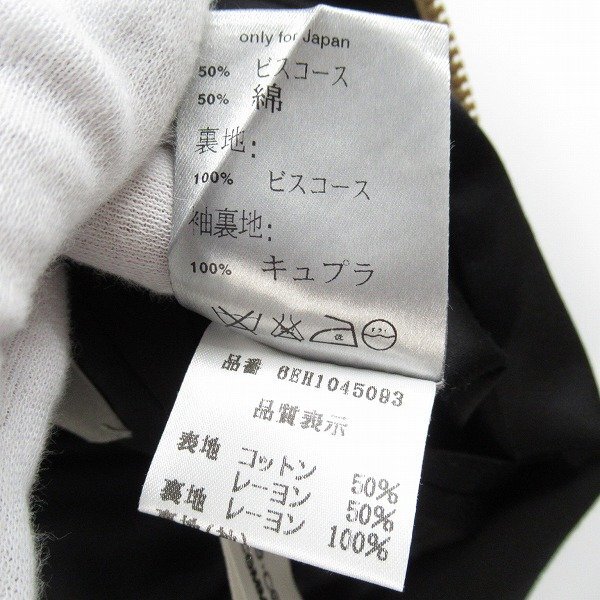 only for Japan
50% ビスコース
50% 綿
裏地:
100% ビスコース
袖裏地:
100% キュプラ
品番 6EH1045093
品質表示
表地 コットン 50%
レーヨン 50%
裏地 レーヨン 100%